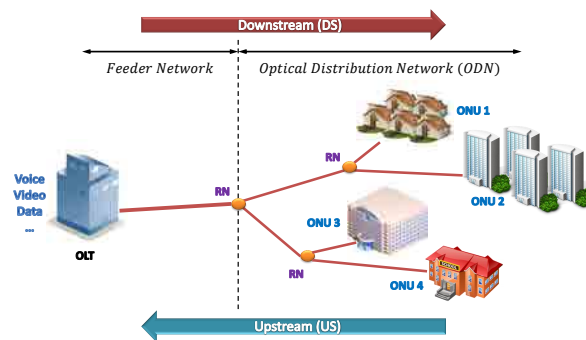 Downstream (DS)
Feeder Network
Optical Distribution Network (ODN)
ONU 1
RN
Voice
Video
Data
...
RN
ONU 2
ONU 3
OLT
RN
ONU 4
SCHOOL
Upstream (US)